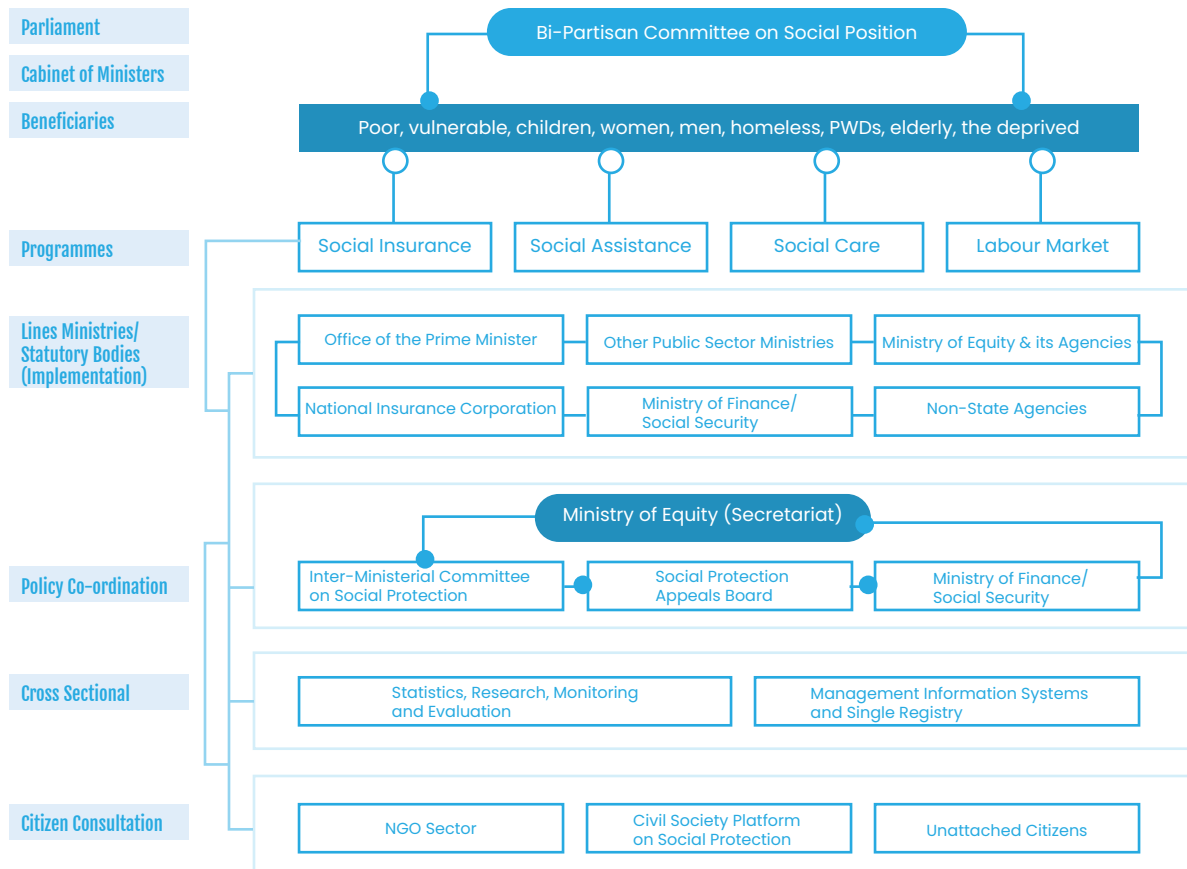 Parliament
Bi-Partisan Committee on Social Position
Cabinet of Ministers
Beneficiaries
Poor, vulnerable, children, women, men, homeless, PWDs, elderly, the deprived
Programmes
Social Insurance
Social Assistance
Social Care
Labour Market
Lines Ministries/
Statutory Bodies
(Implementation)
Office of the Prime Minister
Other Public Sector Ministries
Ministry of Equity & its Agencies
National Insurance Corporation
Ministry of Finance/
Social Security
Non-State Agencies
Ministry of Equity (Secretariat)
Policy Co-ordination
Inter-Ministerial Committee
on Social Protection
Social Protection
Appeals Board
Ministry of Finance/
Social Security
Cross Sectional
Statistics, Research, Monitoring
and Evaluation
Management Information Systems
and Single Registry
Citizen Consultation
NGO Sector
Civil Society Platform
on Social Protection
Unattached Citizens